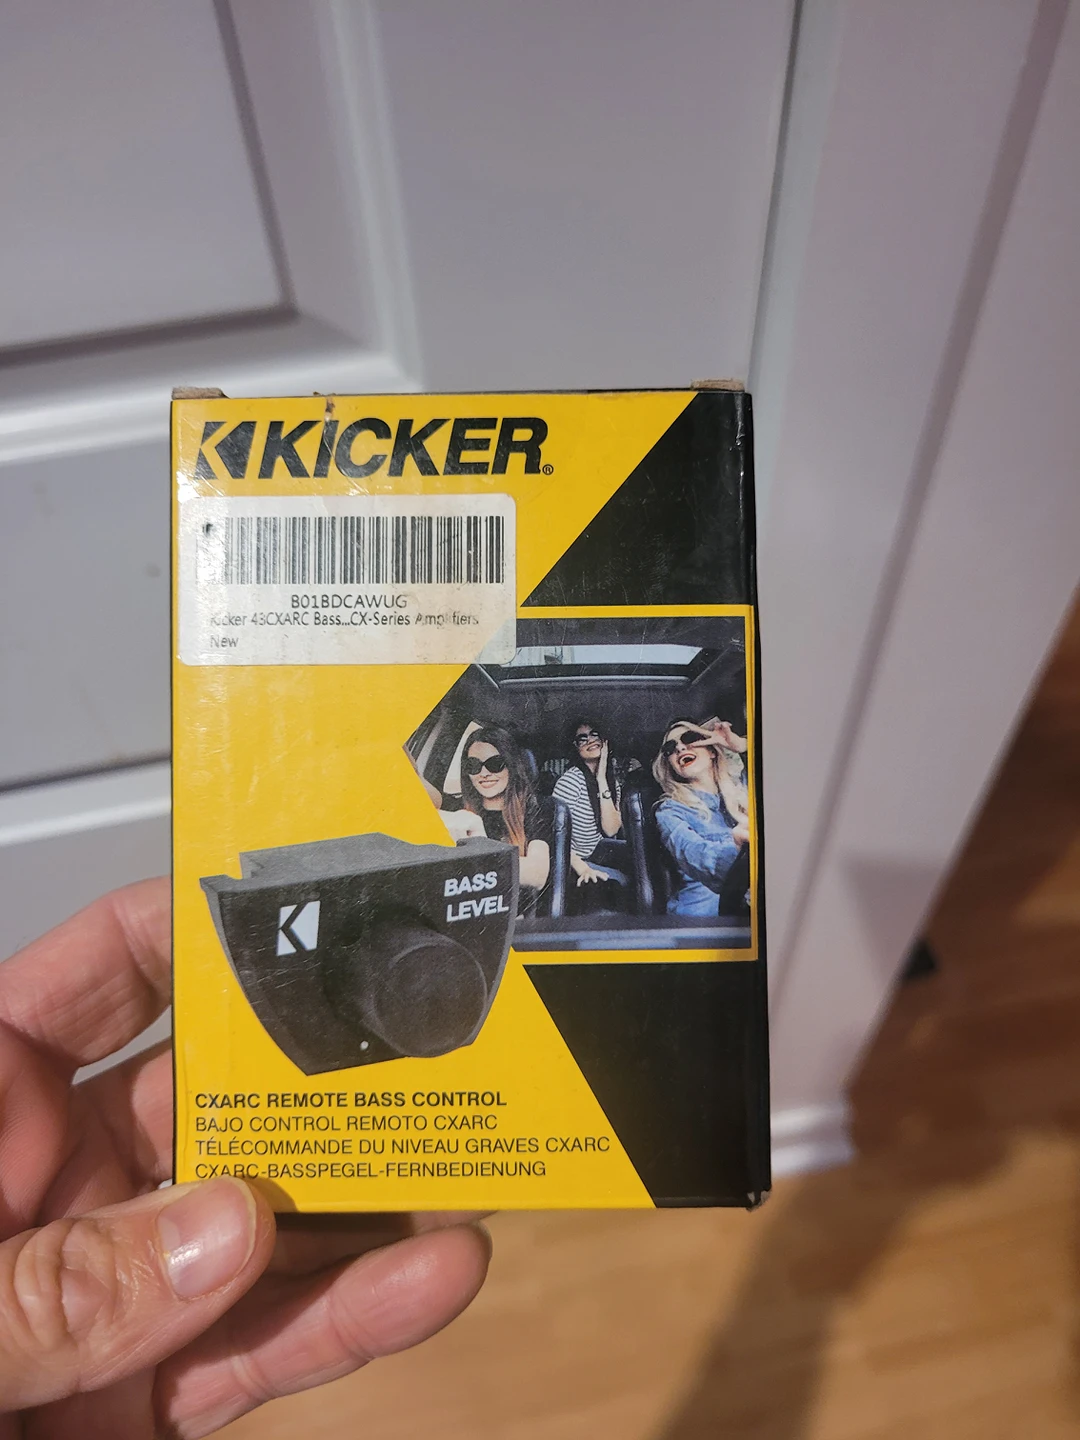 KICKER®
B01BDCAWUG
Kicker 43CXARC Bass...CX-Series Amplifiers
New
BASS
LEVEL
CXARC REMOTE BASS CONTROL
BAJO CONTROL REMOTO CXARC
TÉLÉCOMMANDE DU NIVEAU GRAVES CXARC
CXARC-BASSPEGEL-FERNBEDIENUNG